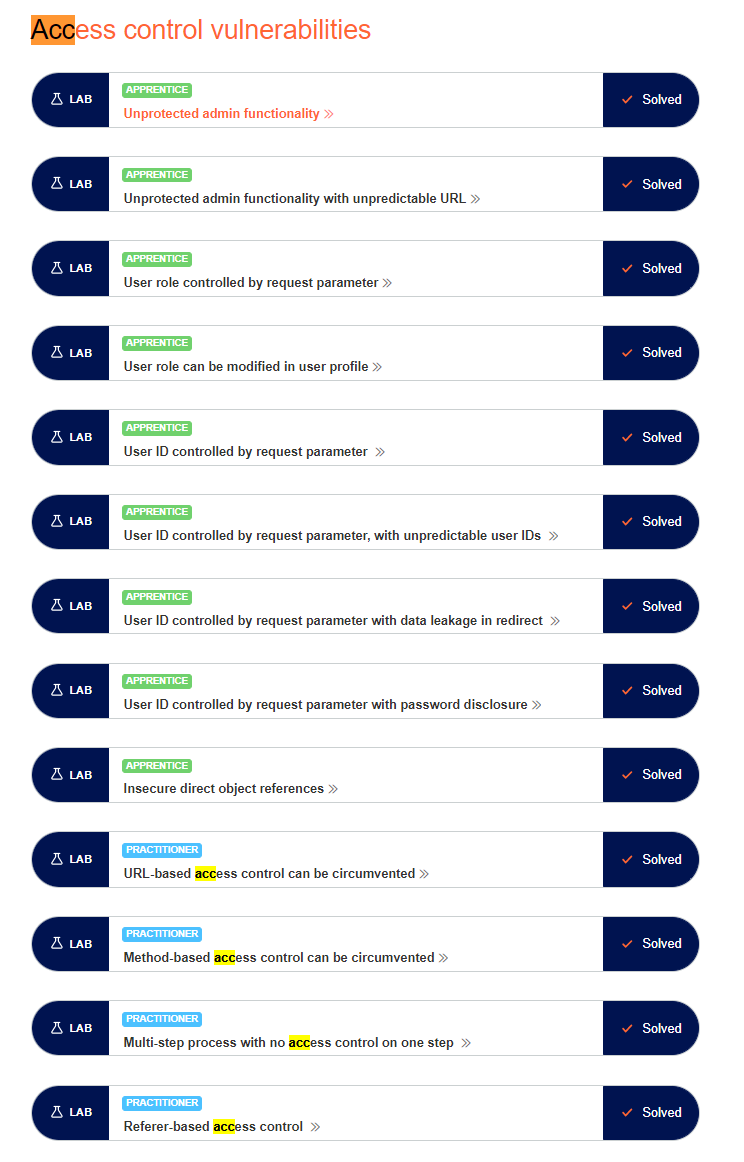 Access control vulnerabilities
APPRENTICE
LAB
Unprotected admin functionality
Solved
APPRENTICE
LAB
Unprotected admin functionality with unpredictable URL
Solved
APPRENTICE
LAB
User role controlled by request parameter
Solved
APPRENTICE
LAB
User role can be modified in user profile
Solved
APPRENTICE
LAB
User ID controlled by request parameter
Solved
APPRENTICE
LAB
User ID controlled by request parameter, with unpredictable user IDs
Solved
APPRENTICE
LAB
User ID controlled by request parameter with data leakage in redirect
Solved
APPRENTICE
LAB
User ID controlled by request parameter with password disclosure
Solved
APPRENTICE
LAB
Insecure direct object references
Solved
PRACTITIONER
LAB
URL-based access control can be circumvented
Solved
PRACTITIONER
LAB
Method-based access control can be circumvented
Solved
PRACTITIONER
LAB
Multi-step process with no access control on one step
Solved
PRACTITIONER
LAB
Referer-based access control
Solved